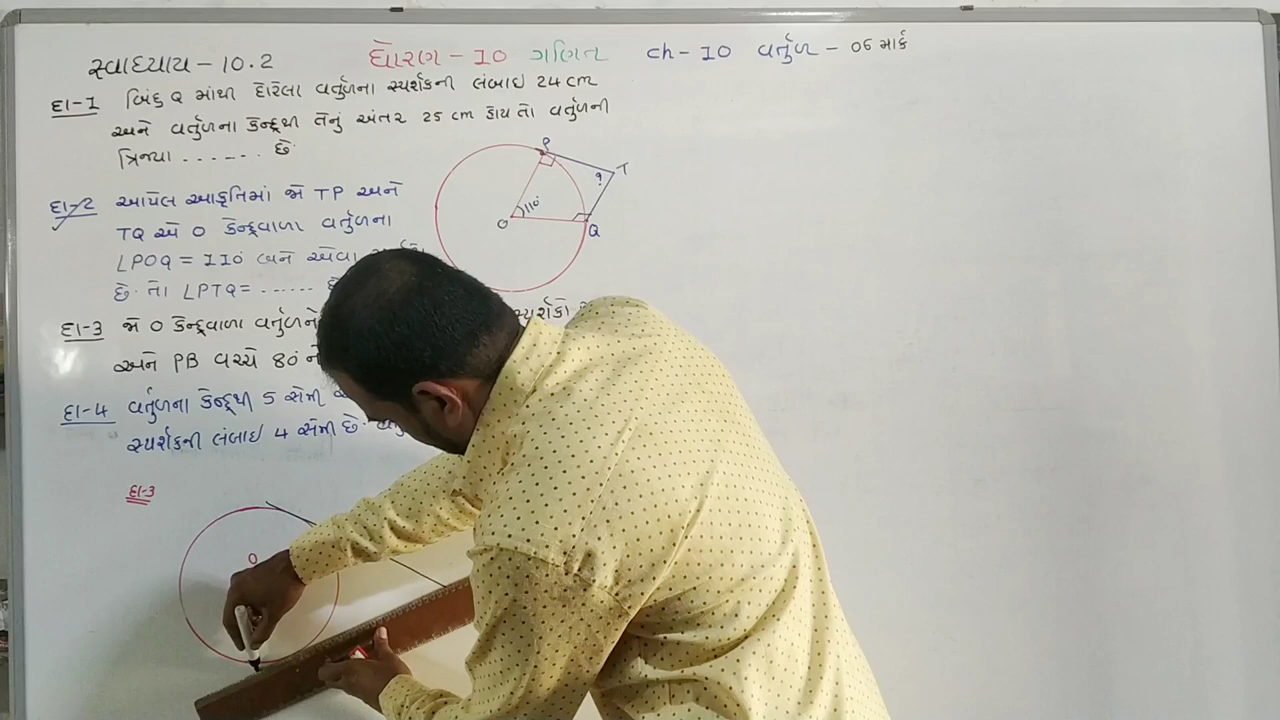 સ્વાધ્યાય - 10.2 ધોરણ - 10 ગણિત ch - 10 વર્તુળ - 06 માર્ક
દા-1 બિંદુ Q માંથી દોરેલા વર્તુળના સ્પર્શકની લંબાઇ 24 cm
અને વર્તુળના કેન્દ્રથી તેનું અંતર 25 cm હોય તો વર્તુળની
ત્રિજ્યા ...... છે.
દા-2 આપેલ આકૃતિમાં જો TP અને
TQ એ O કેન્દ્રવાળા વર્તુળના
∠POQ = 110° બને એવા
છે. તો ∠PTQ = ......
દા-3 જો O કેન્દ્રવાળા વર્તુળને સ્પર્શકો
અને PB વચ્ચે 80°
દા-4 વર્તુળના કેન્દ્રથી 5 સેમી
સ્પર્શકની લંબાઇ 4 સેમી છે.
દા-3
P
T
?
110°
O
Q
O